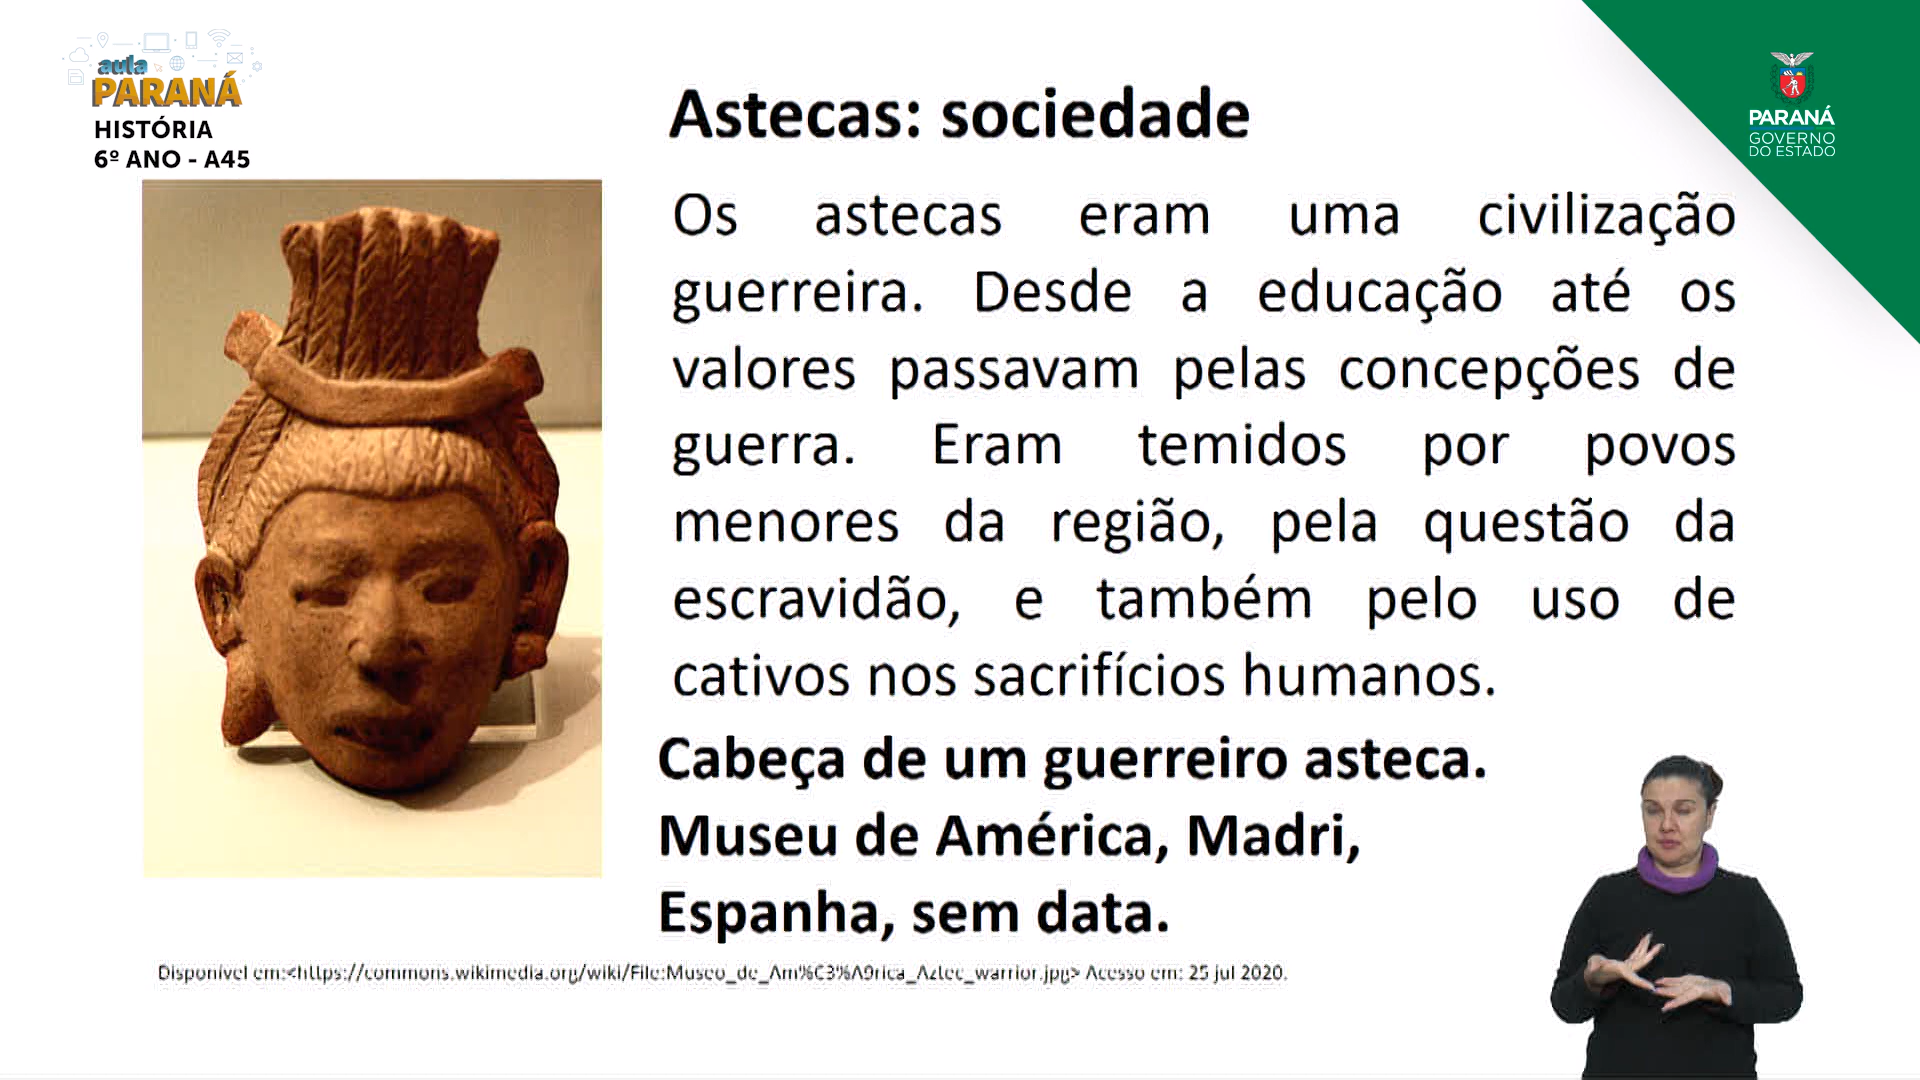 aula
PARANÁ
HISTÓRIA
6º ANO - A45
PARANÁ
GOVERNO
DO ESTADO
Astecas: sociedade
Os astecas eram uma civilização
guerreira. Desde a educação até os
valores passavam pelas concepções de
guerra. Eram temidos por povos
menores da região, pela questão da
escravidão, e também pelo uso de
cativos nos sacrifícios humanos.
Cabeça de um guerreiro asteca.
Museu de América, Madri,
Espanha, sem data.
Disponível em:<https://commons.wikimedia.org/wiki/File:Museo_de_Am%C3%A9rica_Aztec_warrior.jpg> Acesso em: 25 jul 2020.